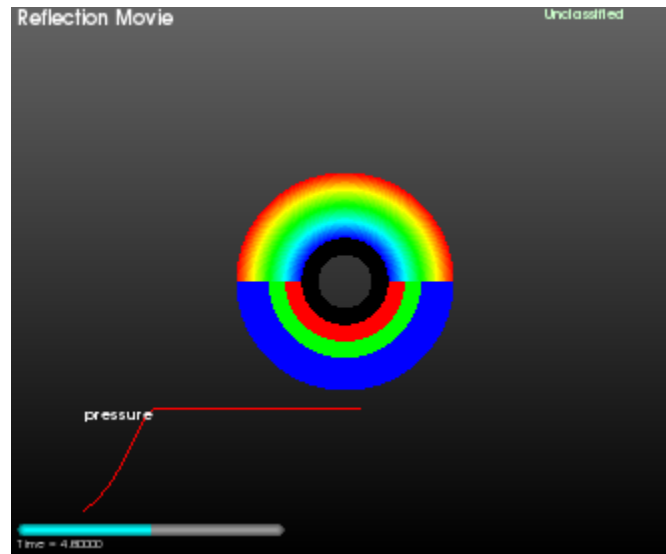 Reflection Movie
Unclassified
pressure
Time = 4.80000